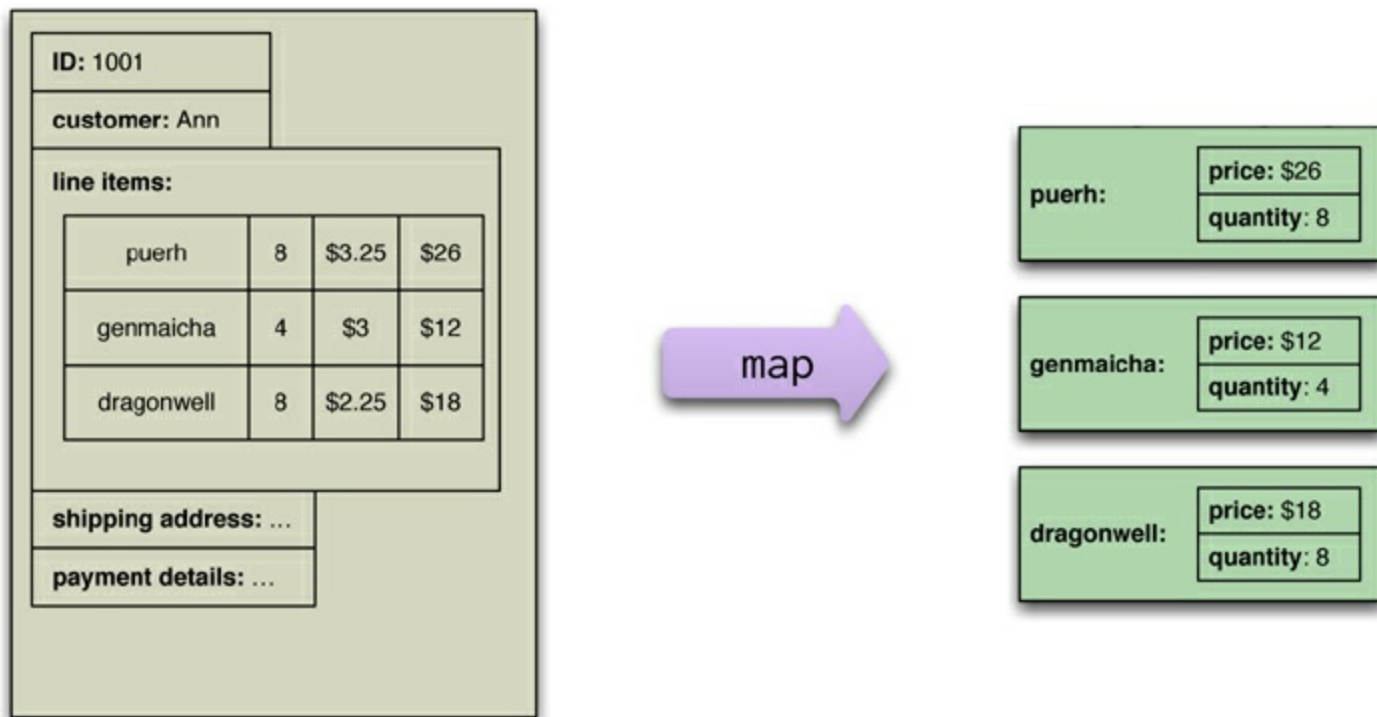 ID: 1001
customer: Ann
line items:
puerh 8 $3.25 $26
genmaicha 4 $3 $12
dragonwell 8 $2.25 $18
shipping address: ...
payment details: ...
map
puerh:
price: $26
quantity: 8
genmaicha:
price: $12
quantity: 4
dragonwell:
price: $18
quantity: 8